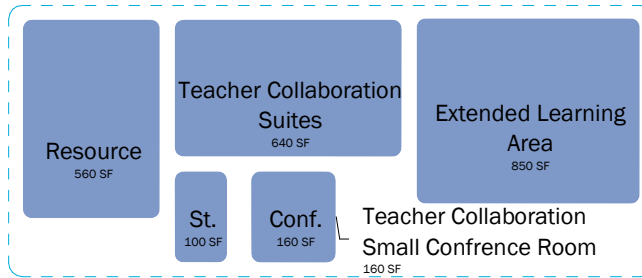 Resource
560 SF
Teacher Collaboration
Suites
640 SF
Extended Learning
Area
850 SF
St.
100 SF
Conf.
160 SF
Teacher Collaboration
Small Confrence Room
160 SF